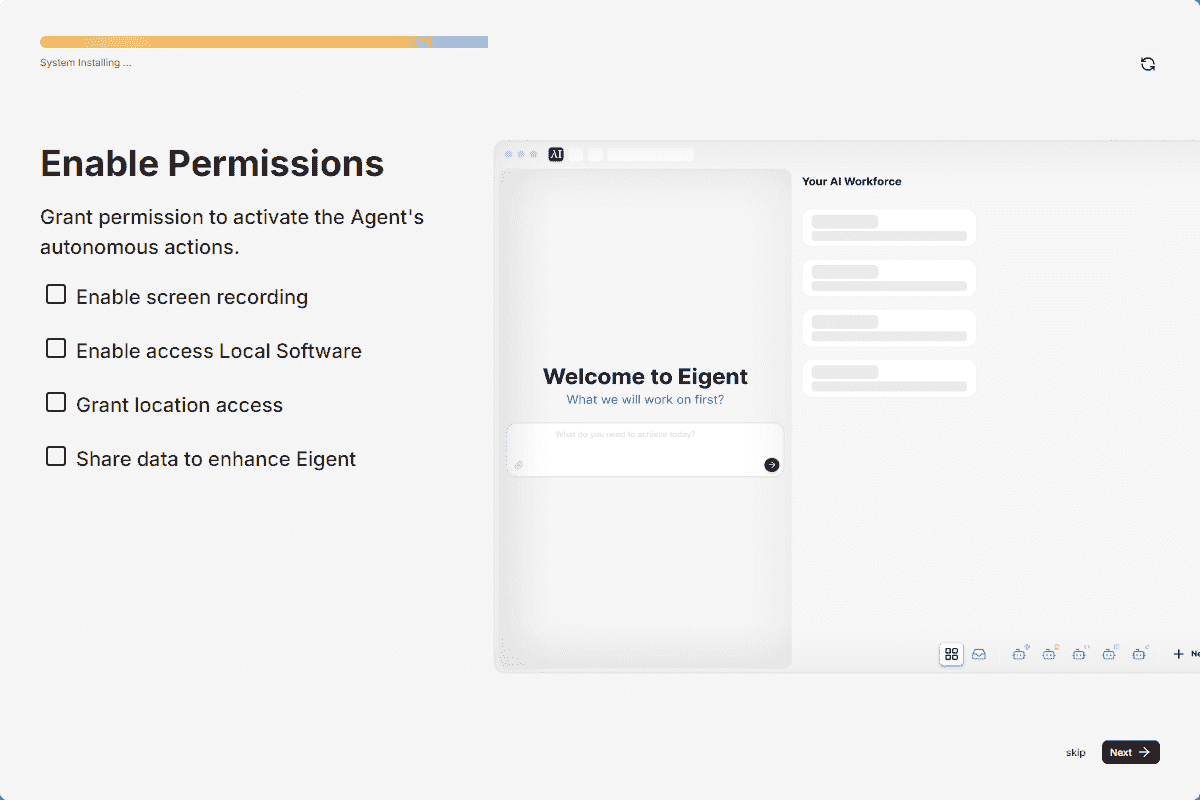 System Installing ...
Enable Permissions
Grant permission to activate the Agent's
autonomous actions.
Enable screen recording
Enable access Local Software
Grant location access
Share data to enhance Eigent
AI
Your AI Workforce
Welcome to Eigent
What we will work on first?
What do you need to achieve today?
skip
Next